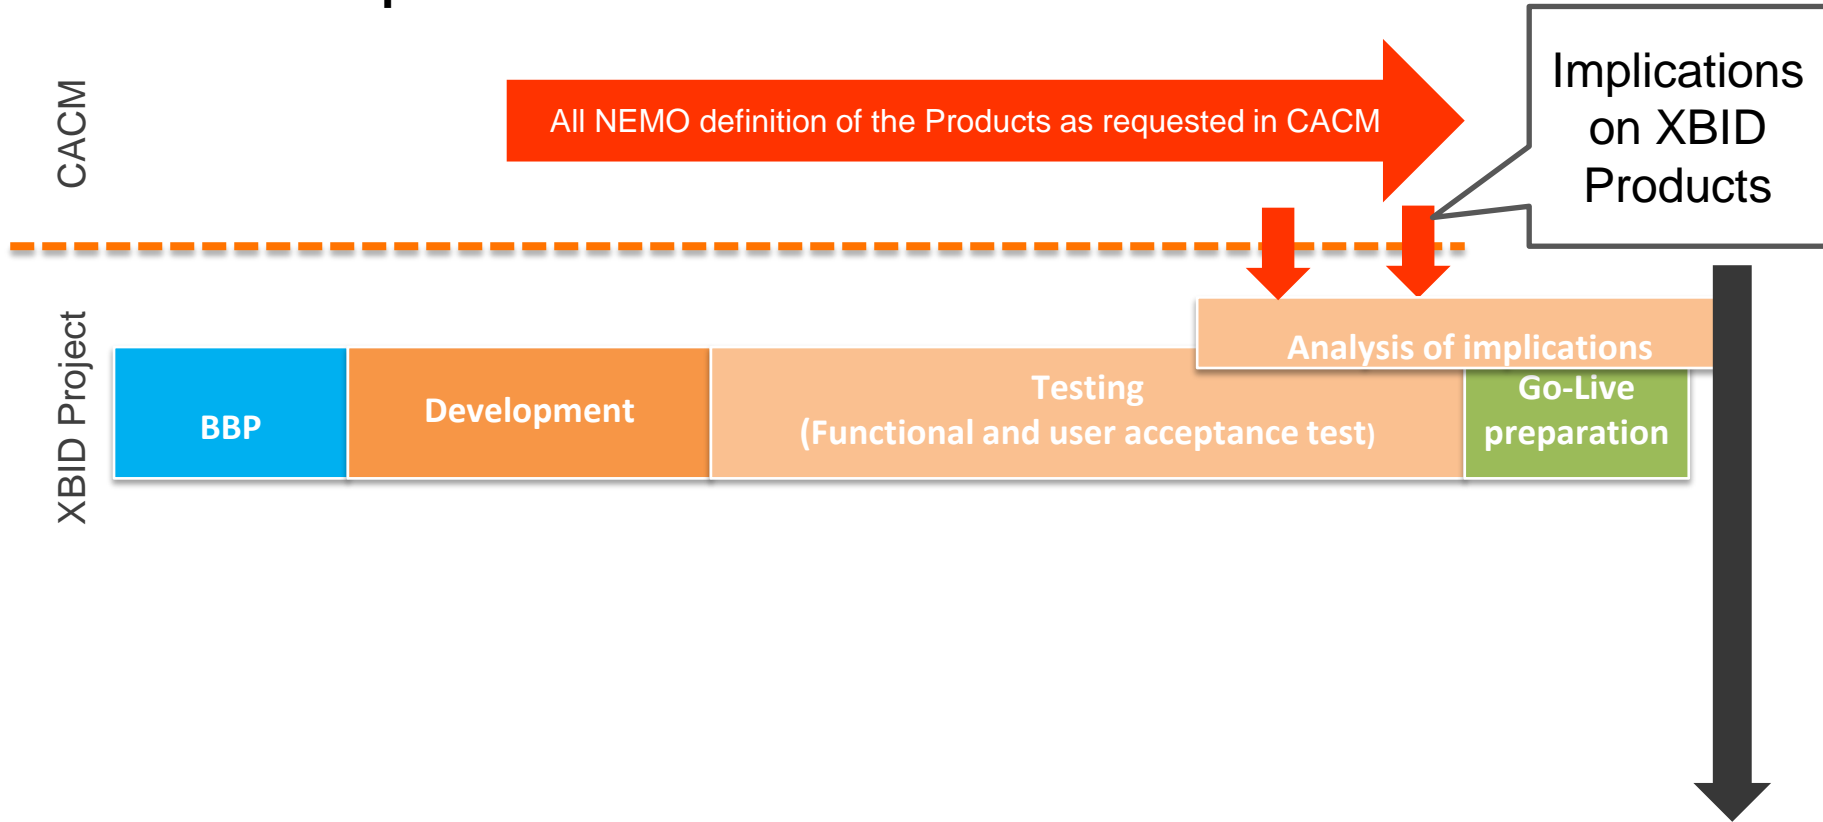 CACM
All NEMO definition of the Products as requested in CACM
Implications
on XBID
Products
XBID Project
BBP
Development
Testing
(Functional and user acceptance test)
Analysis of implications
Go-Live
preparation